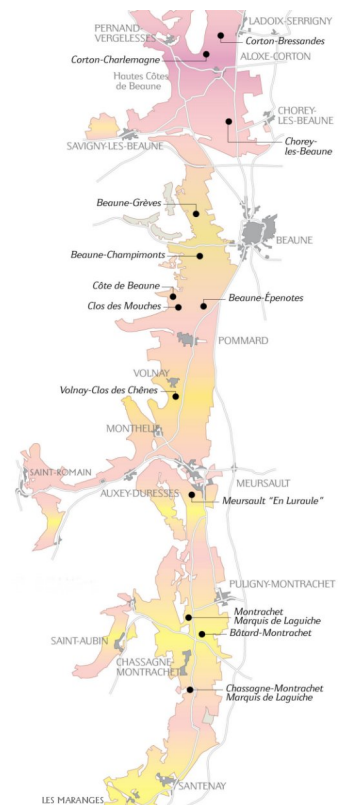 PERNAND-
VERGELESSES
LADOIX-SERRIGNY
Corton-Bressandes
Corton-Charlemagne
ALOXE-CORTON
Hautes Côtes
de Beaune
CHOREY-
LES-BEAUNE
SAVIGNY-LES-BEAUNE
Chorey-
les-Beaune
Beaune-Grèves
BEAUNE
Beaune-Champimonts
Côte de Beaune
Clos des Mouches
Beaune-Épenotes
POMMARD
VOLNAY
Volnay-Clos des Chênes
MONTHELIE
SAINT-ROMAIN
MEURSAULT
AUXEY-DURESSES
Meursault "En Luraule"
PULIGNY-MONTRACHET
Montrachet
Marquis de Laguiche
Bâtard-Montrachet
SAINT-AUBIN
CHASSAGNE-
MONTRACHET
Chassagne-Montrachet
Marquis de Laguiche
SANTENAY
LES MARANGES